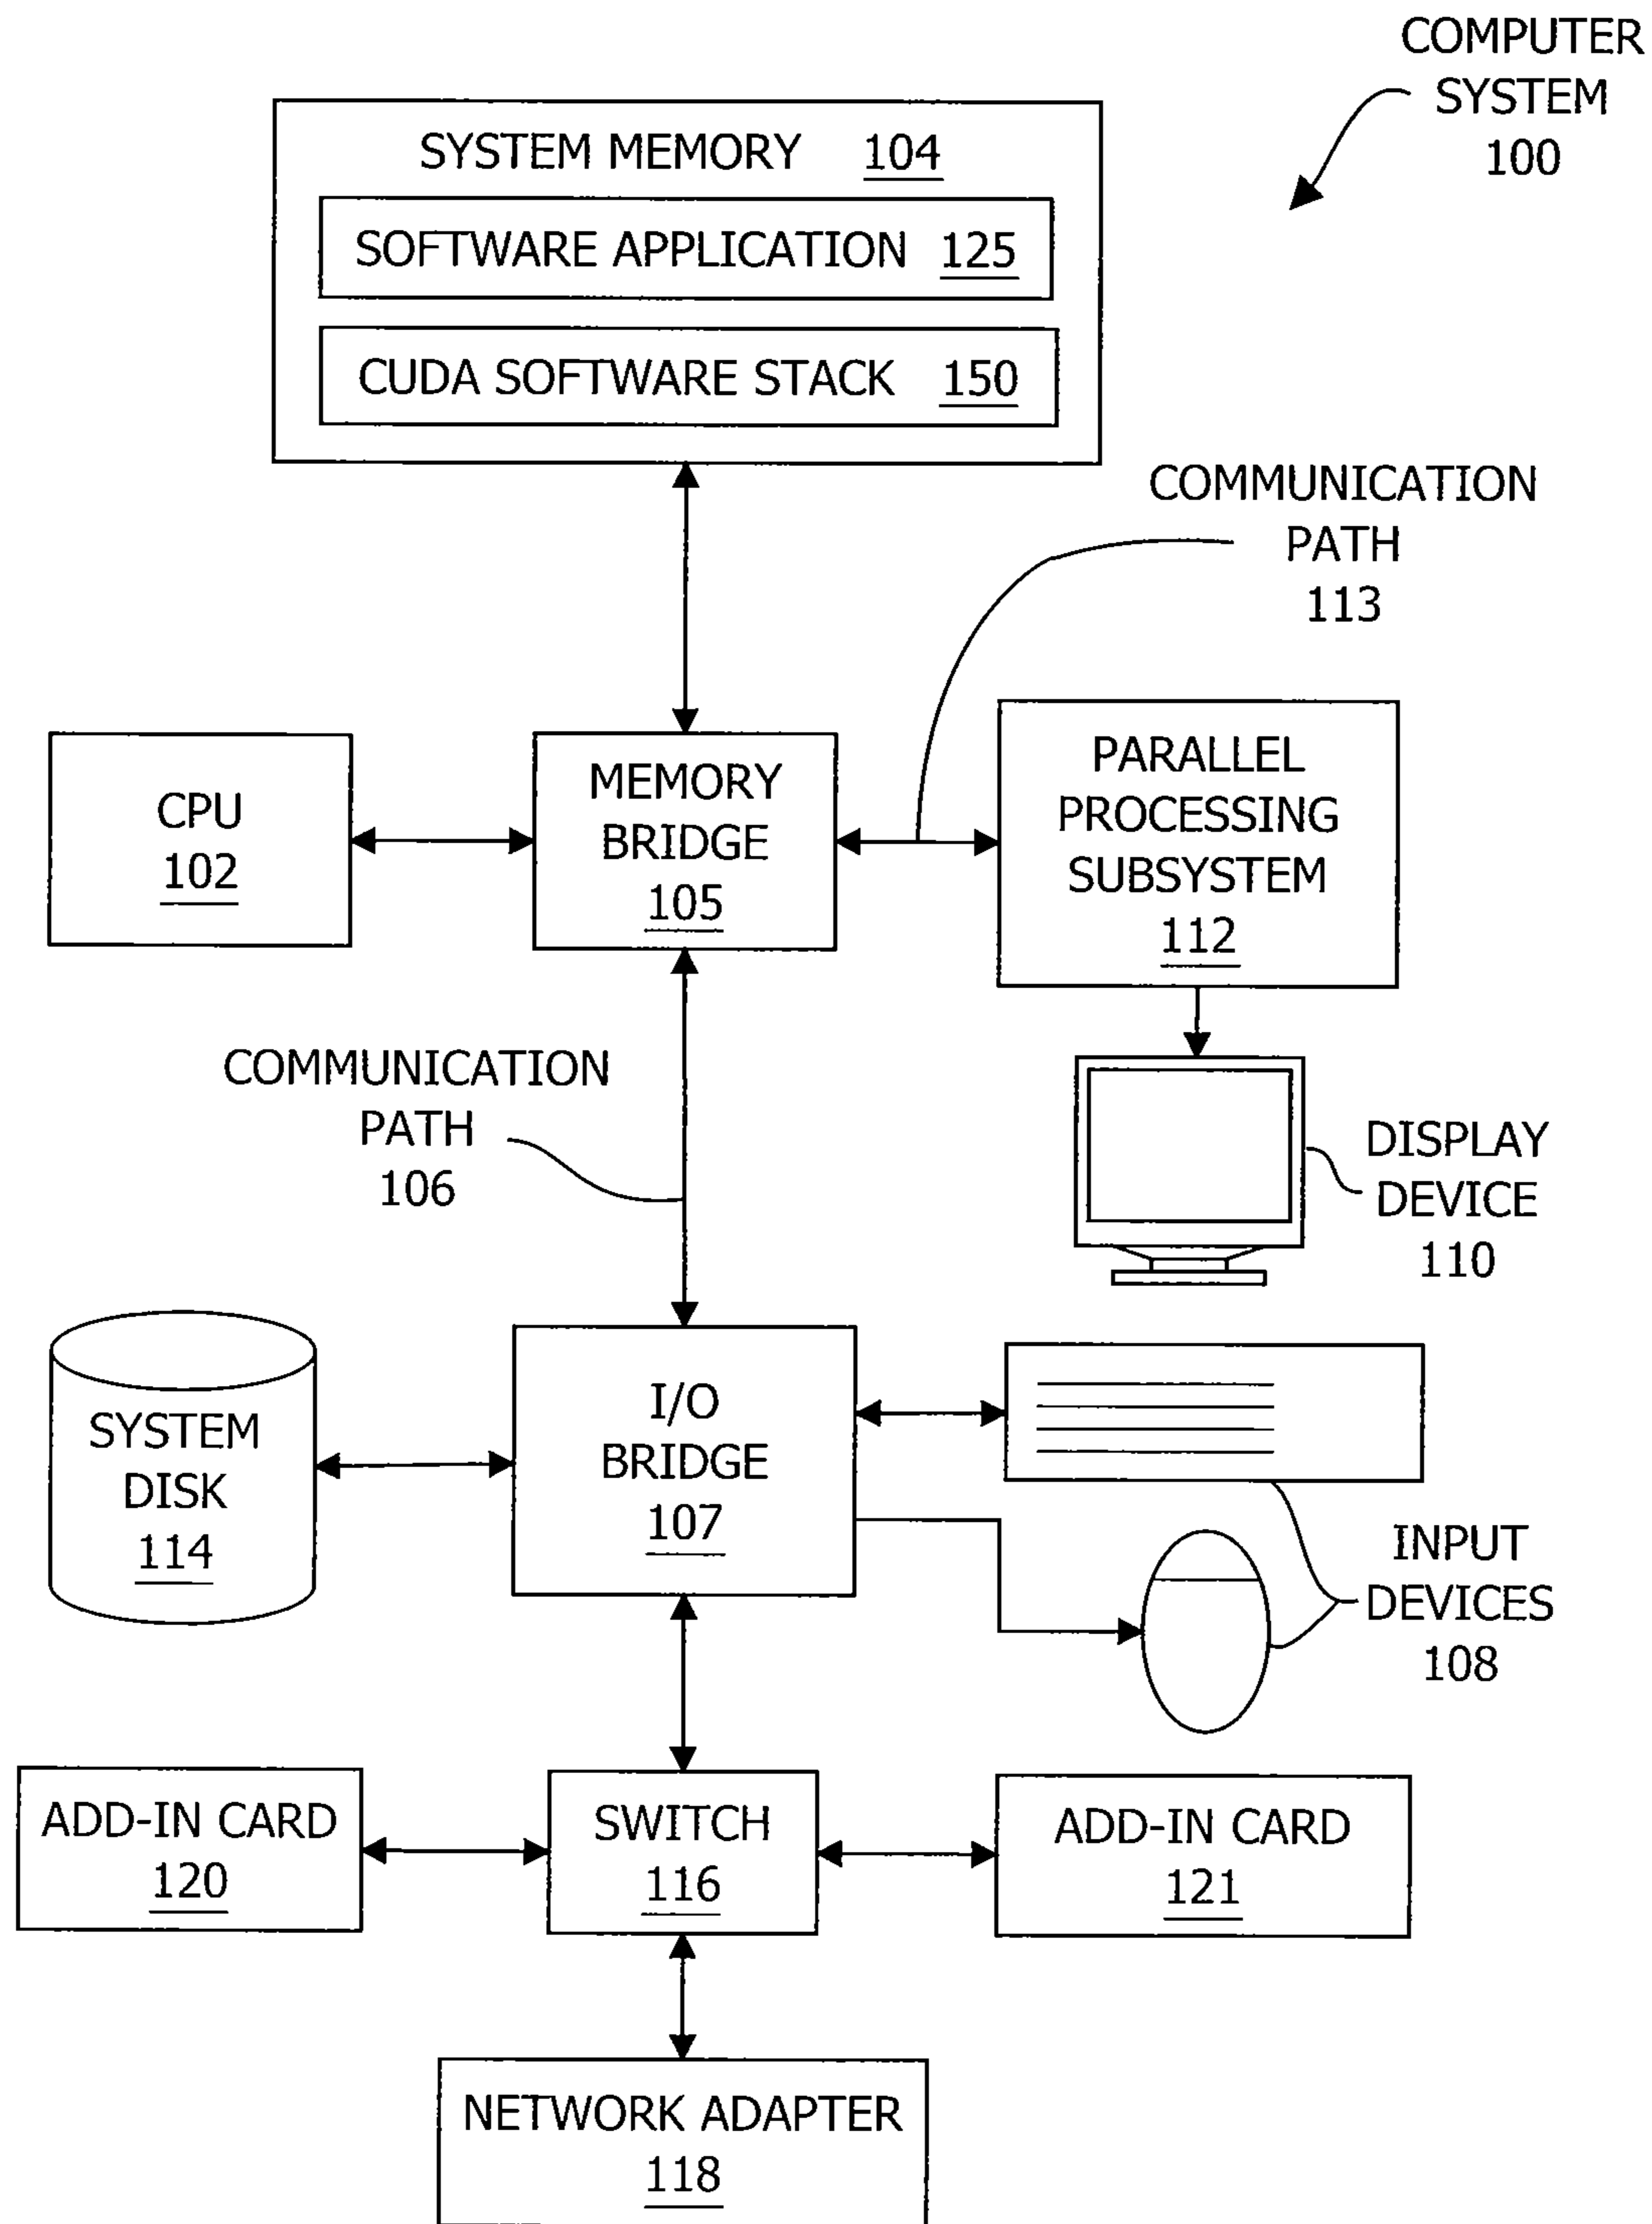 COMPUTER
SYSTEM
100
SYSTEM MEMORY 104
SOFTWARE APPLICATION 125
CUDA SOFTWARE STACK 150
COMMUNICATION
PATH
113
CPU
102
MEMORY
BRIDGE
105
PARALLEL
PROCESSING
SUBSYSTEM
112
COMMUNICATION
PATH
106
DISPLAY
DEVICE
110
SYSTEM
DISK
114
I/O
BRIDGE
107
INPUT
DEVICES
108
ADD-IN CARD
120
SWITCH
116
ADD-IN CARD
121
NETWORK ADAPTER
118